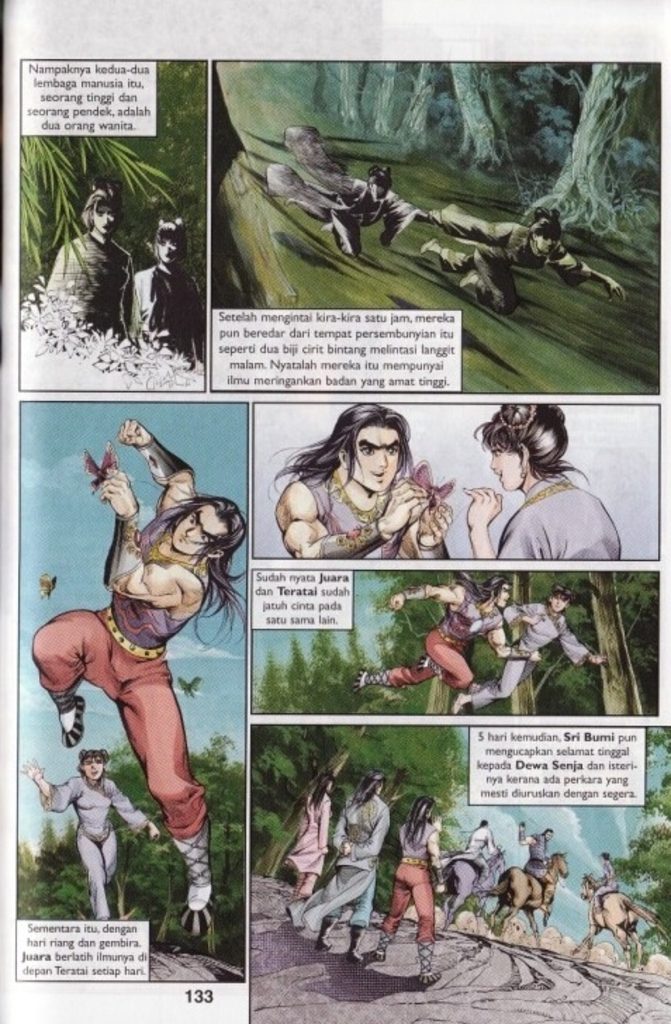 Nampaknya kedua-dua
lembaga manusia itu,
seorang tinggi dan
seorang pendek, adalah
dua orang wanita.
Setelah mengintai kira-kira satu jam, mereka
pun beredar dari tempat persembunyian itu
seperti dua biji cirit bintang melintasi langgit
malam. Nyatalah mereka itu mempunyai
ilmu meringankan badan yang amat tinggi.
Sudah nyata Juara
dan Teratai sudah
jatuh cinta pada
satu sama lain.
5 hari kemudian, Sri Bumi pun
mengucapkan selamat tinggal
kepada Dewa Senja dan isteri-
nya kerana ada perkara yang
mesti diuruskan dengan segera.
Sementara itu, dengan
hari riang dan gembira.
Juara berlatih ilmunya di
depan Teratai setiap hari.
133